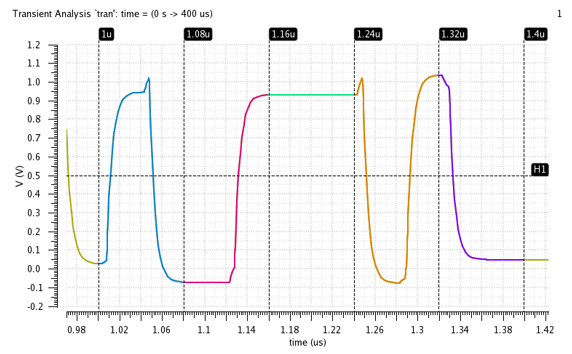 Transient Analysis `tran': time = (0 s -> 400 us)
1
1u
1.08u
1.16u
1.24u
1.32u
1.4u
1.2
1.1
1.0
0.9
0.8
0.7
0.6
0.5
0.4
0.3
0.2
0.1
0.0
-0.1
-0.2
V (V)
H1
0.98
1.02
1.06
1.1
1.14
1.18
1.22
1.26
1.3
1.34
1.38
1.42
time (us)